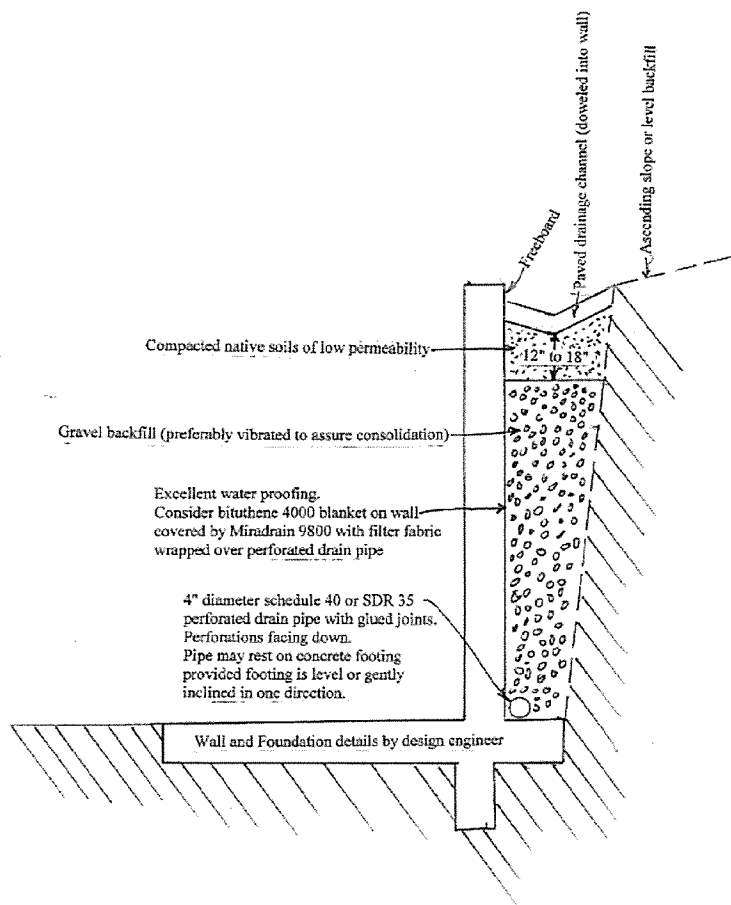 Ascending slope or level backfill
Paved drainage channel (doweled into wall)
Freeboard
Compacted native soils of low permeability
12" to 18"
Gravel backfill (preferably vibrated to assure consolidation)
Excellent water proofing.
Consider bituthene 4000 blanket on wall
covered by Miradrain 9800 with filter fabric
wrapped over perforated drain pipe
4" diameter schedule 40 or SDR 35
perforated drain pipe with glued joints.
Perforations facing down.
Pipe may rest on concrete footing
provided footing is level or gently
inclined in one direction.
Wall and Foundation details by design engineer